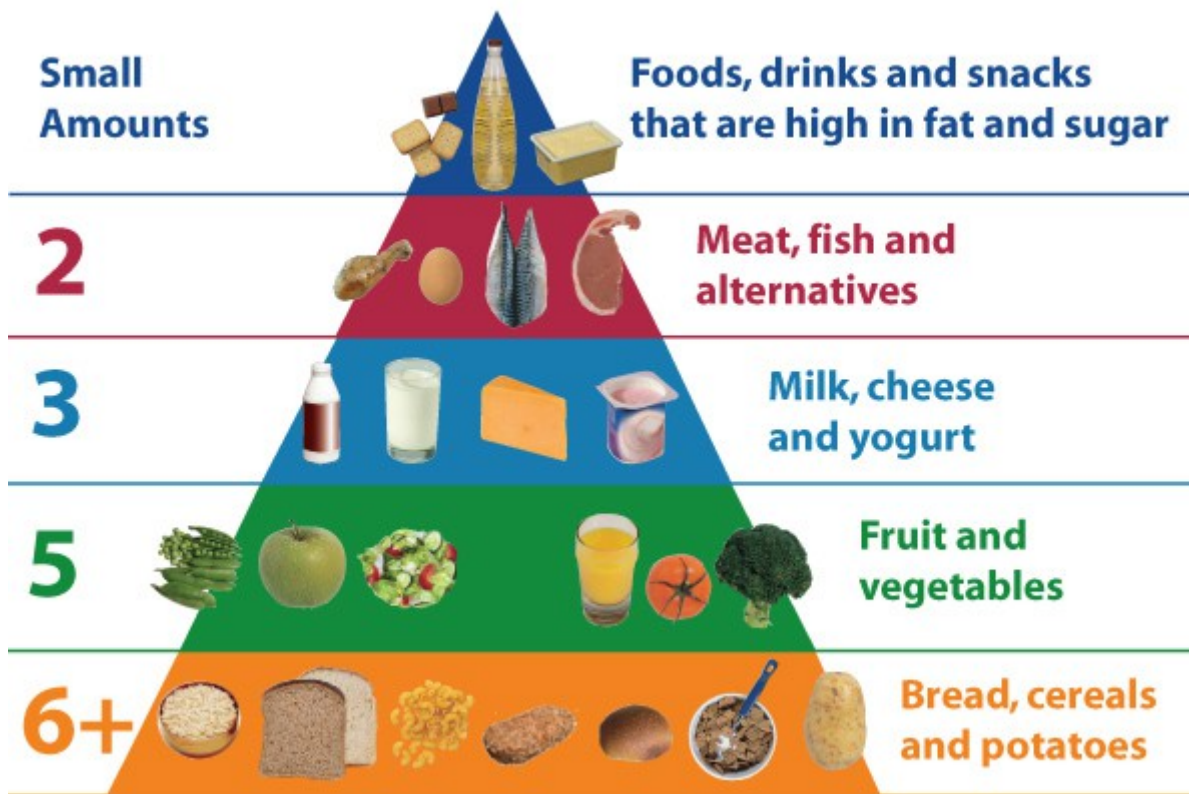 Small
Amounts
Foods, drinks and snacks
that are high in fat and sugar
2
Meat, fish and
alternatives
3
Milk, cheese
and yogurt
5
Fruit and
vegetables
6+
Bread, cereals
and potatoes